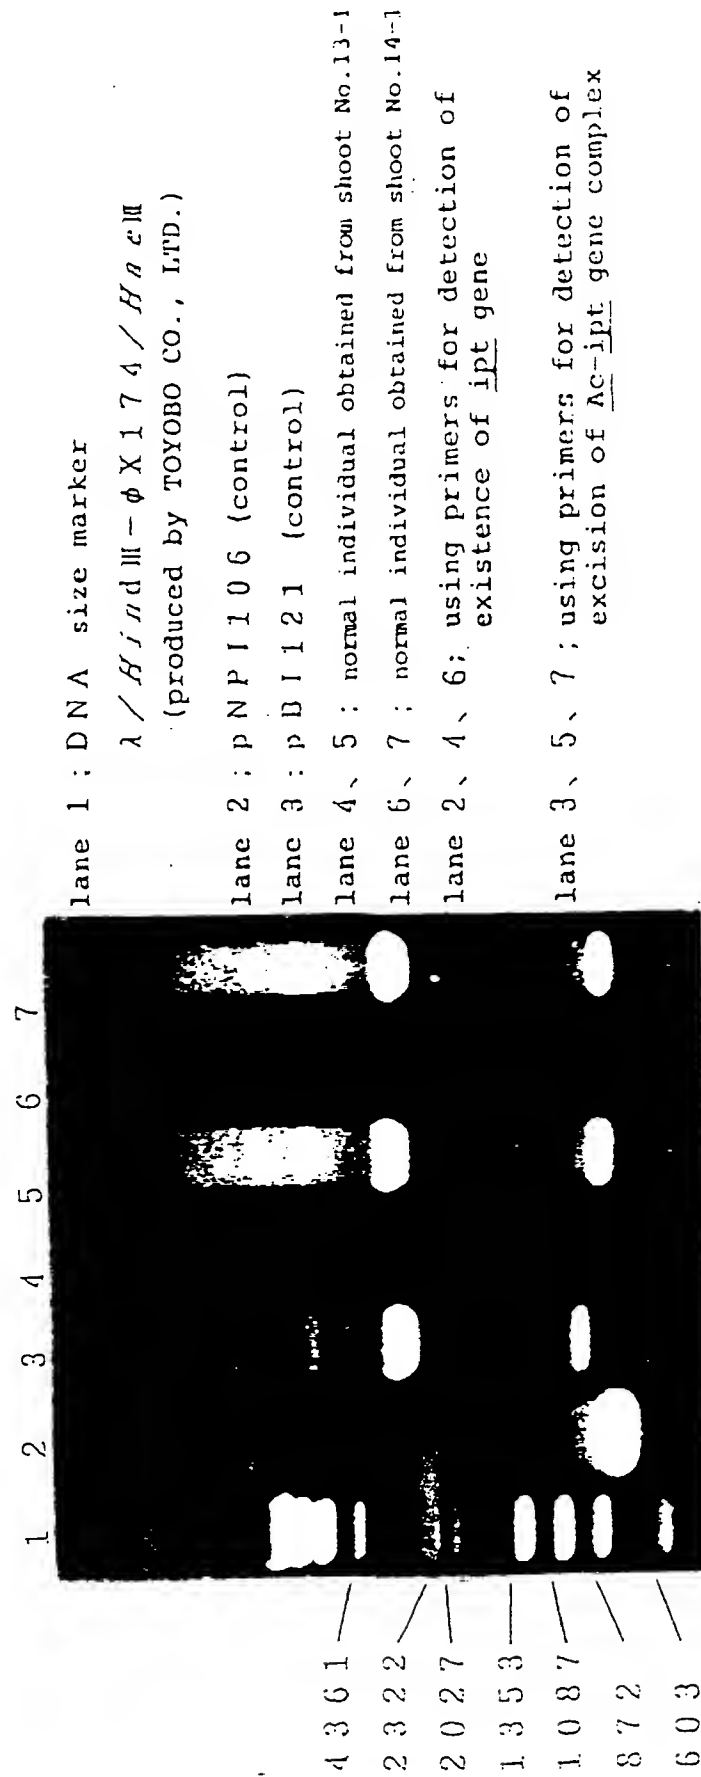 4361
2322
2027
1353
1087
872
603
1 2 3 4 5 6 7
lane 1 ; DNA size marker
λ／HindⅢ－φX174／HaeⅢ
(produced by TOYOBO CO., LTD.)
lane 2 ; pNPI106 (control)
lane 3 ; pBI121 (control)
lane 4、5 ; normal individual obtained from shoot No.13-1
lane 6、7 ; normal individual obtained from shoot No.14-1
lane 2、4、6; using primers for detection of
existence of ipt gene
lane 3、5、7 ; using primers for detection of
excision of Ac-ipt gene complex